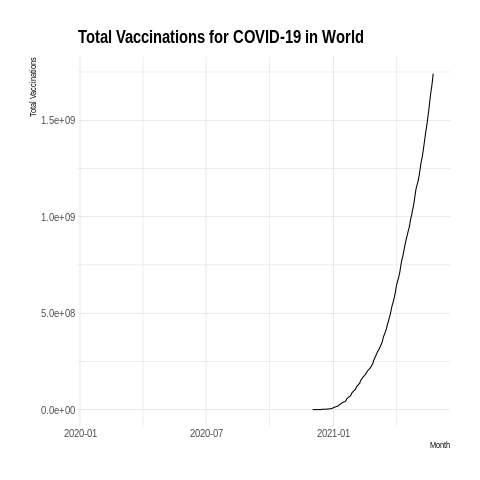 Total Vaccinations for COVID-19 in World
Total Vaccinations
1.5e+09
1.0e+09
5.0e+08
0.0e+00
2020-01 2020-07 2021-01
Month